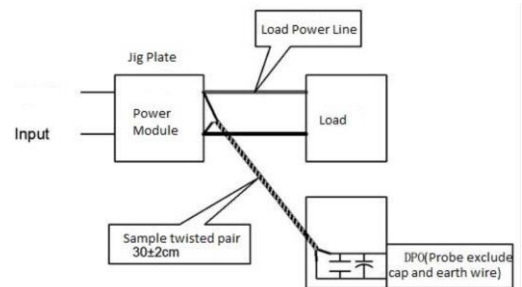 Load Power Line
Jig Plate
Power
Module
Load
Input
Sample twisted pair
30±2cm
DPO(Probe exclude
cap and earth wire)